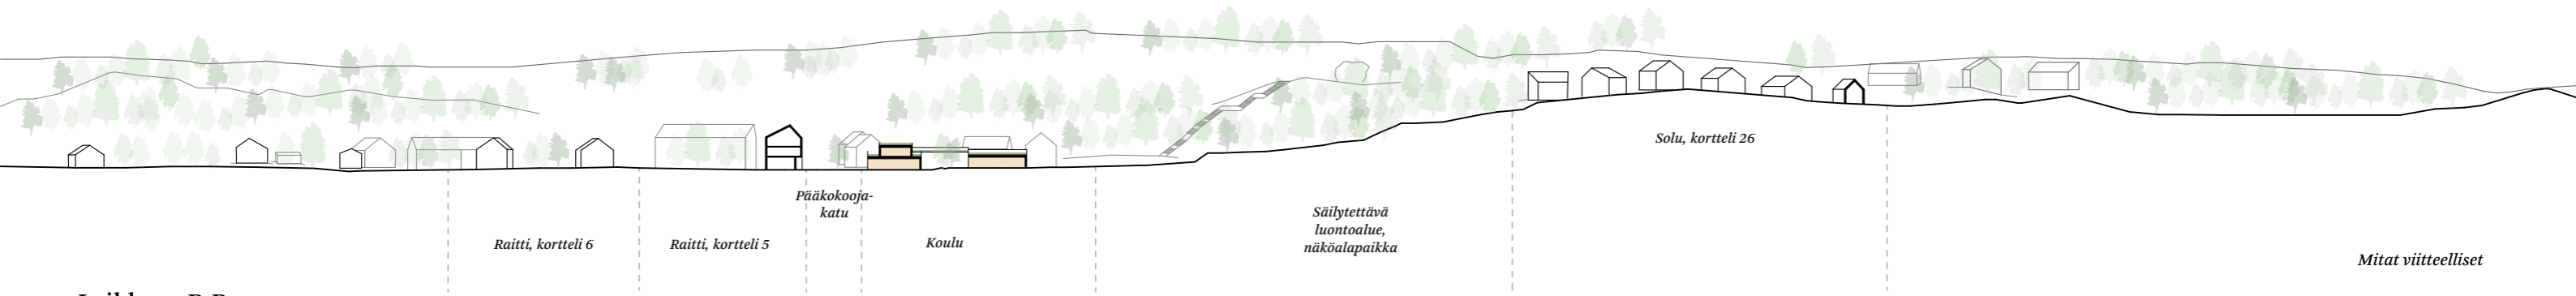 Solu, kortteli 26
Pääkokooja-
katu
Säilytettävä
luontoalue,
näköalapaikka
Raitti, kortteli 6
Raitti, kortteli 5
Koulu
Mitat viitteelliset